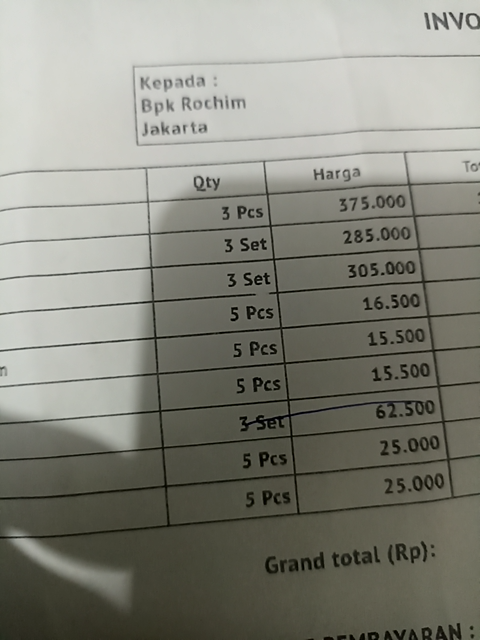 INVO
Kepada :
Bpk Rochim
Jakarta
Qty Harga To
3 Pcs 375.000
3 Set 285.000
3 Set 305.000
5 Pcs 16.500
5 Pcs 15.500
5 Pcs 15.500
3 Set 62.500
5 Pcs 25.000
5 Pcs 25.000
Grand total (Rp):
PEMBAYARAN :